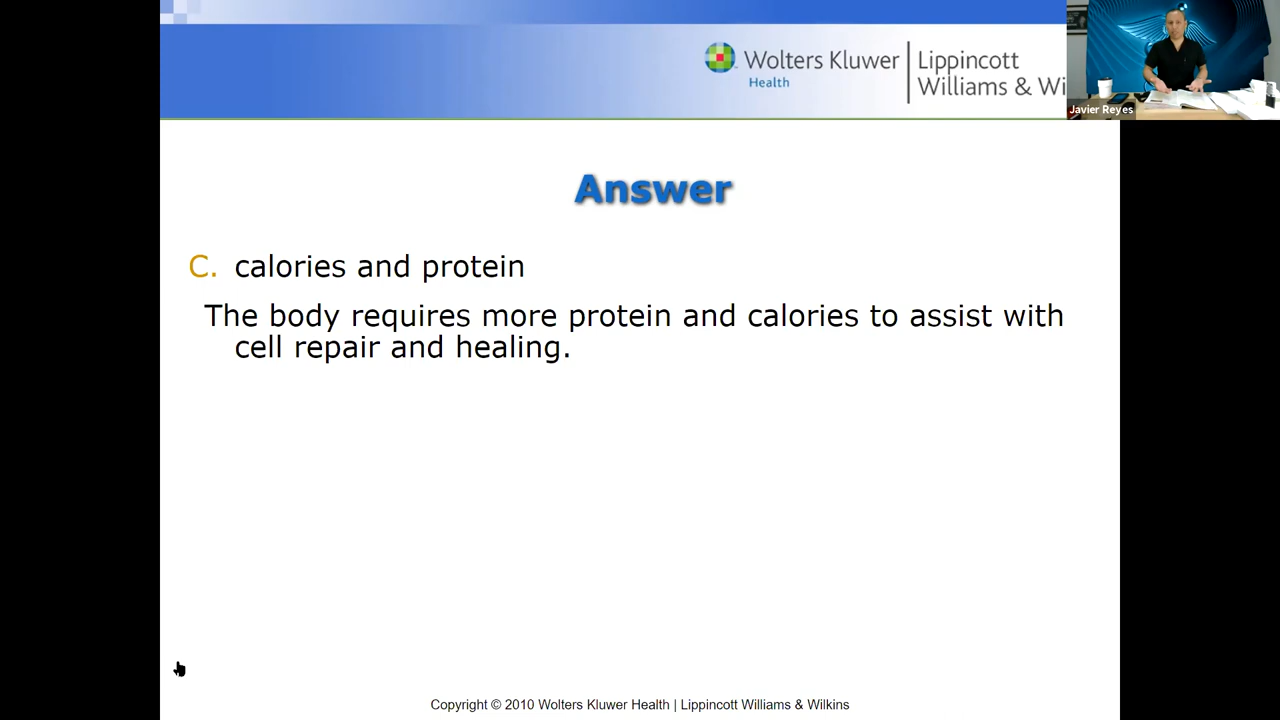 Wolters Kluwer
Health
Lippincott
Williams & Wi
Javier Reyes
Answer
C. calories and protein
The body requires more protein and calories to assist with
cell repair and healing.
Copyright © 2010 Wolters Kluwer Health | Lippincott Williams & Wilkins